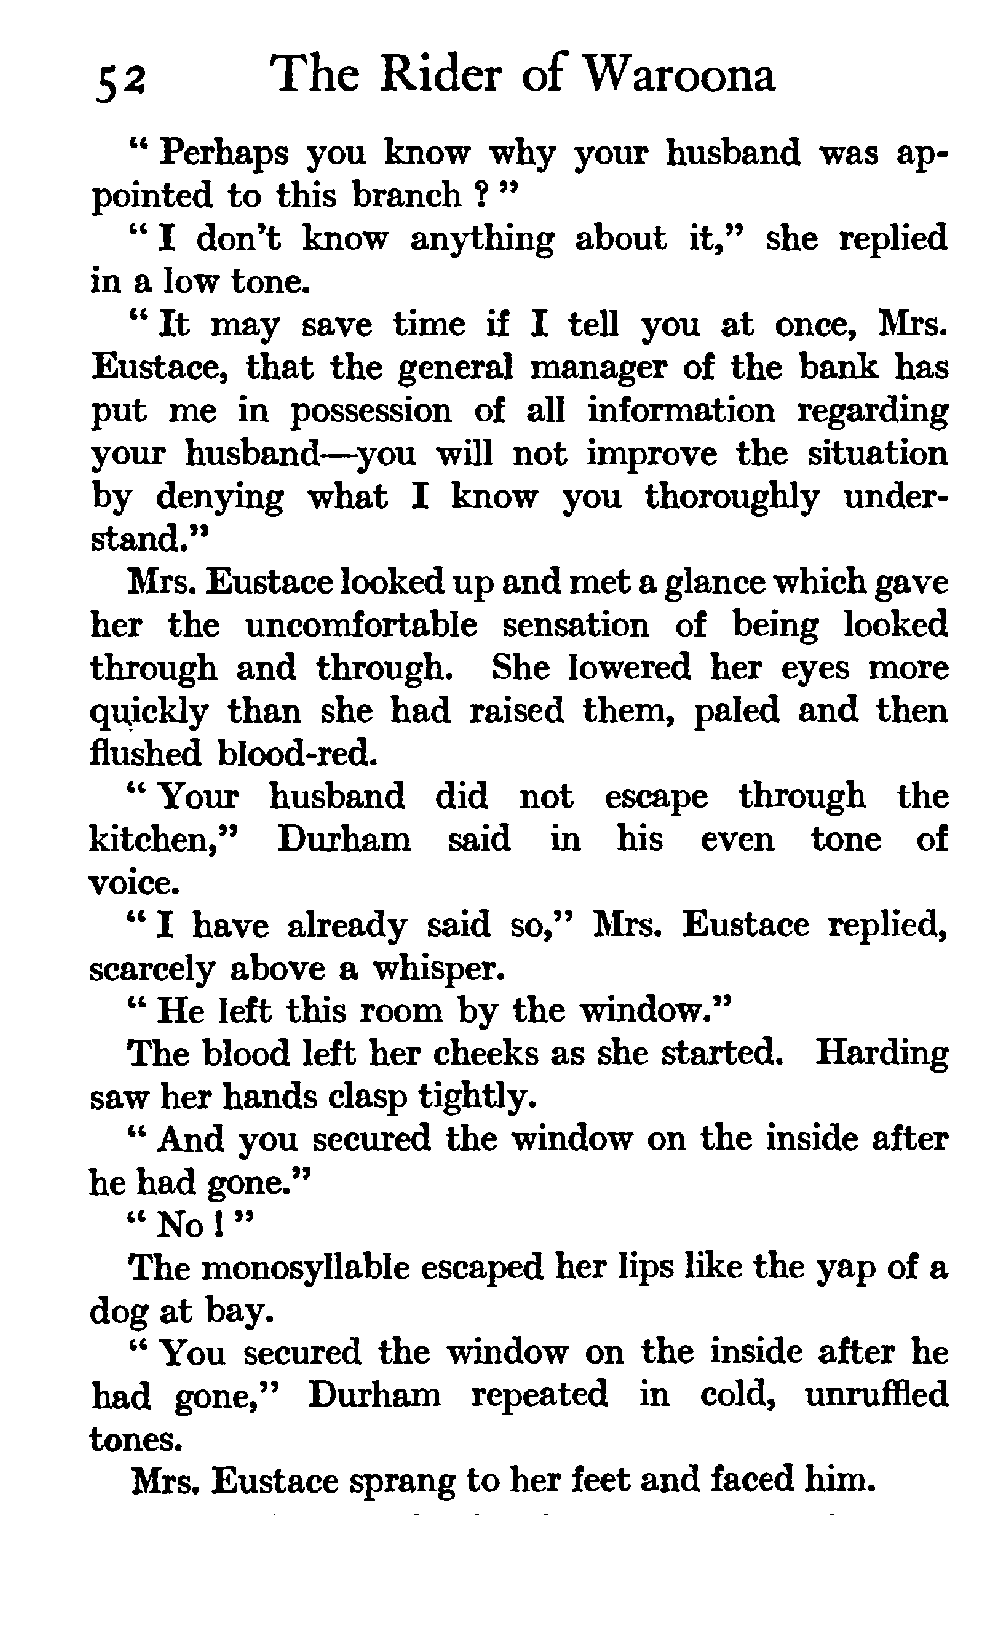 52 The Rider of Waroona
“ Perhaps you know why your husband was ap-
pointed to this branch ? ”
“ I don’t know anything about it,” she replied
in a low tone.
“ It may save time if I tell you at once, Mrs.
Eustace, that the general manager of the bank has
put me in possession of all information regarding
your husband—you will not improve the situation
by denying what I know you thoroughly under-
stand.”
Mrs. Eustace looked up and met a glance which gave
her the uncomfortable sensation of being looked
through and through. She lowered her eyes more
quickly than she had raised them, paled and then
flushed blood-red.
“ Your husband did not escape through the
kitchen,” Durham said in his even tone of
voice.
“ I have already said so,” Mrs. Eustace replied,
scarcely above a whisper.
“ He left this room by the window.”
The blood left her cheeks as she started. Harding
saw her hands clasp tightly.
“ And you secured the window on the inside after
he had gone.”
“ No ! ”
The monosyllable escaped her lips like the yap of a
dog at bay.
“ You secured the window on the inside after he
had gone,” Durham repeated in cold, unruffled
tones.
Mrs. Eustace sprang to her feet and faced him.